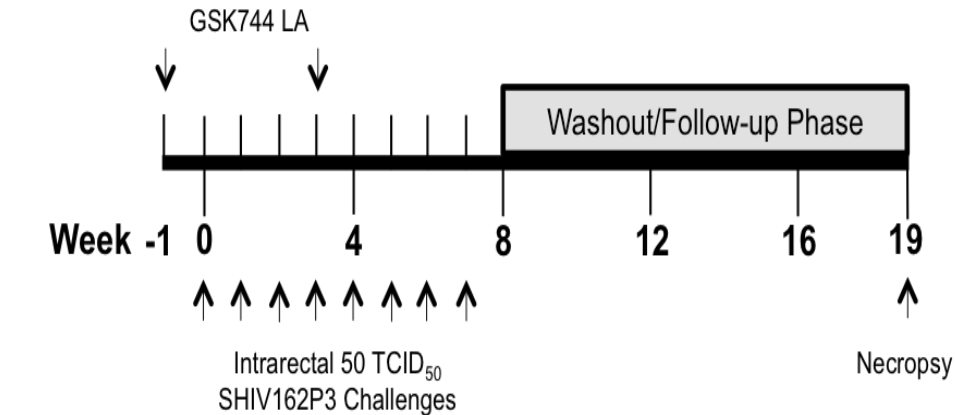 GSK744 LA
Washout/Follow-up Phase
Week -1 0 4 8 12 16 19
Intrarectal 50 TCID50
SHIV162P3 Challenges
Necropsy